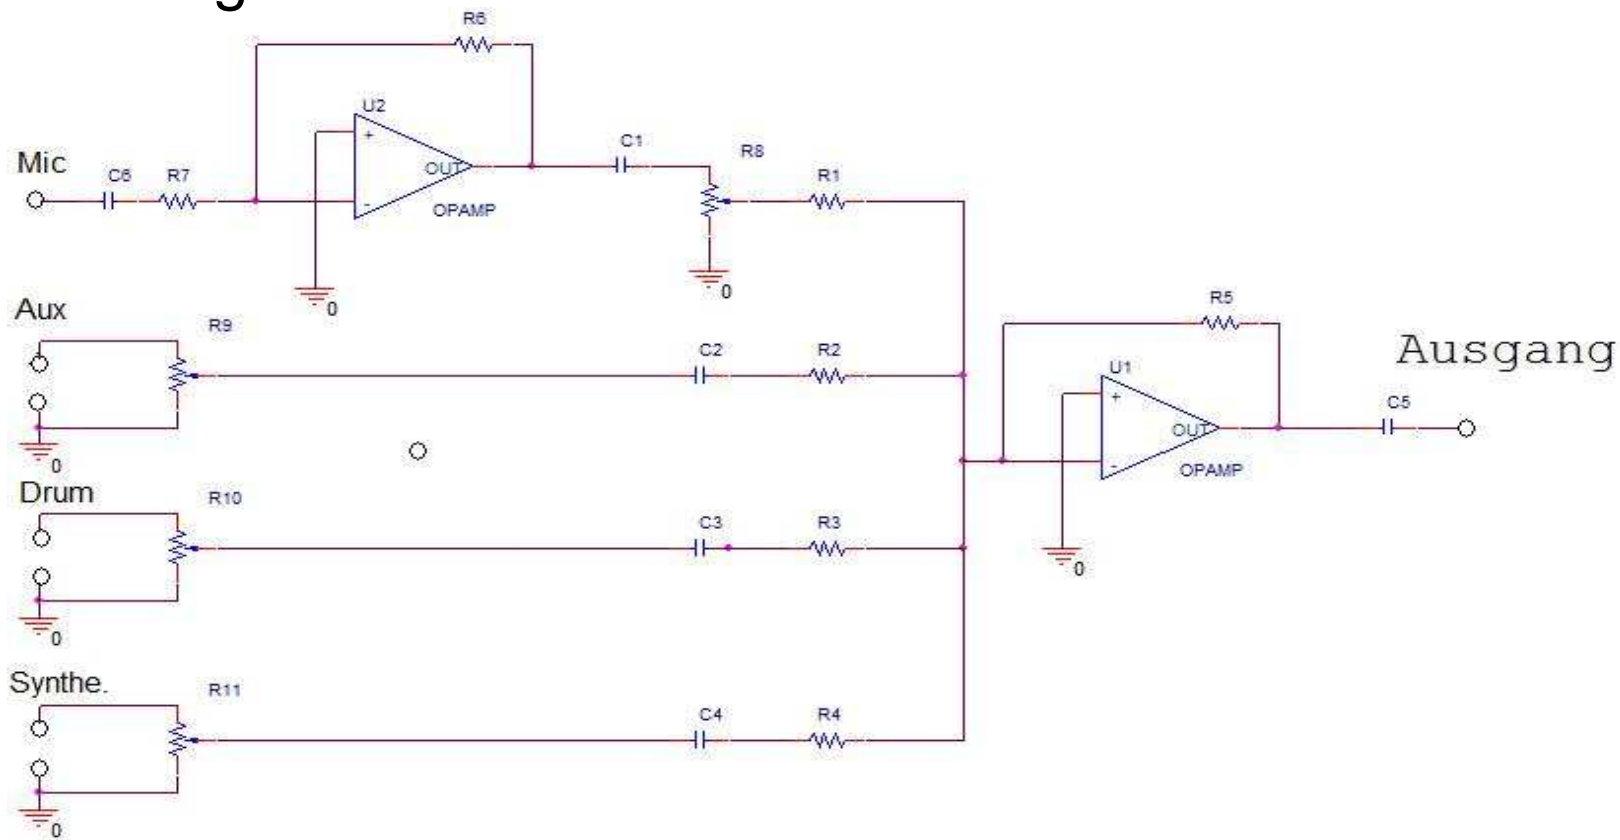 R6
U2
+
OUT
-
OPAMP
Mic
C6
R7
C1
R8
R1
0
0
Aux
R9
C2
R2
0
R5
Ausgang
U1
+
OUT
-
OPAMP
C5
0
Drum
R10
C3
R3
0
Synthe.
R11
C4
R4
0